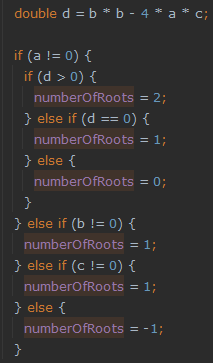 double d = b * b - 4 * a * c;
if (a != 0) {
if (d > 0) {
numberOfRoots = 2;
} else if (d == 0) {
numberOfRoots = 1;
} else {
numberOfRoots = 0;
}
} else if (b != 0) {
numberOfRoots = 1;
} else if (c != 0) {
numberOfRoots = 1;
} else {
numberOfRoots = -1;
}